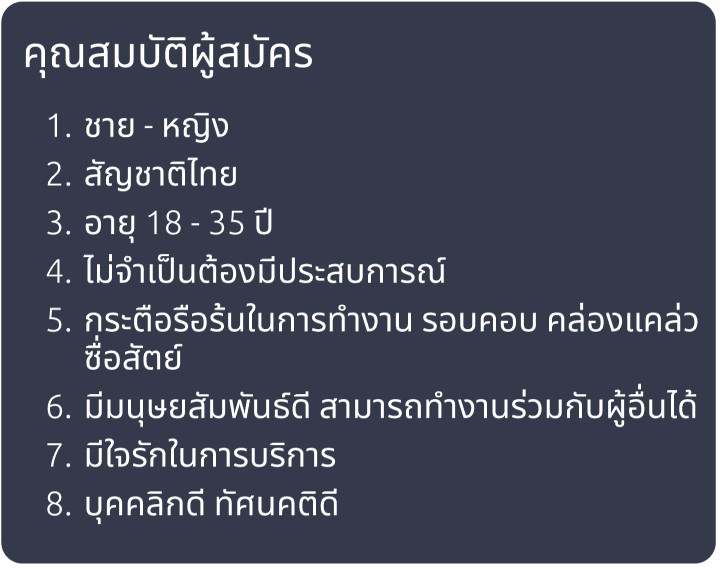 คุณสมบัติผู้สมัคร
1. ชาย - หญิง
2. สัญชาติไทย
3. อายุ 18 - 35 ปี
4. ไม่จำเป็นต้องมีประสบการณ์
5. กระตือรือร้นในการทำงาน รอบคอบ คล่องแคล่ว
ซื่อสัตย์
6. มีมนุษยสัมพันธ์ดี สามารถทำงานร่วมกับผู้อื่นได้
7. มีใจรักในการบริการ
8. บุคคลิกดี ทัศนคติดี